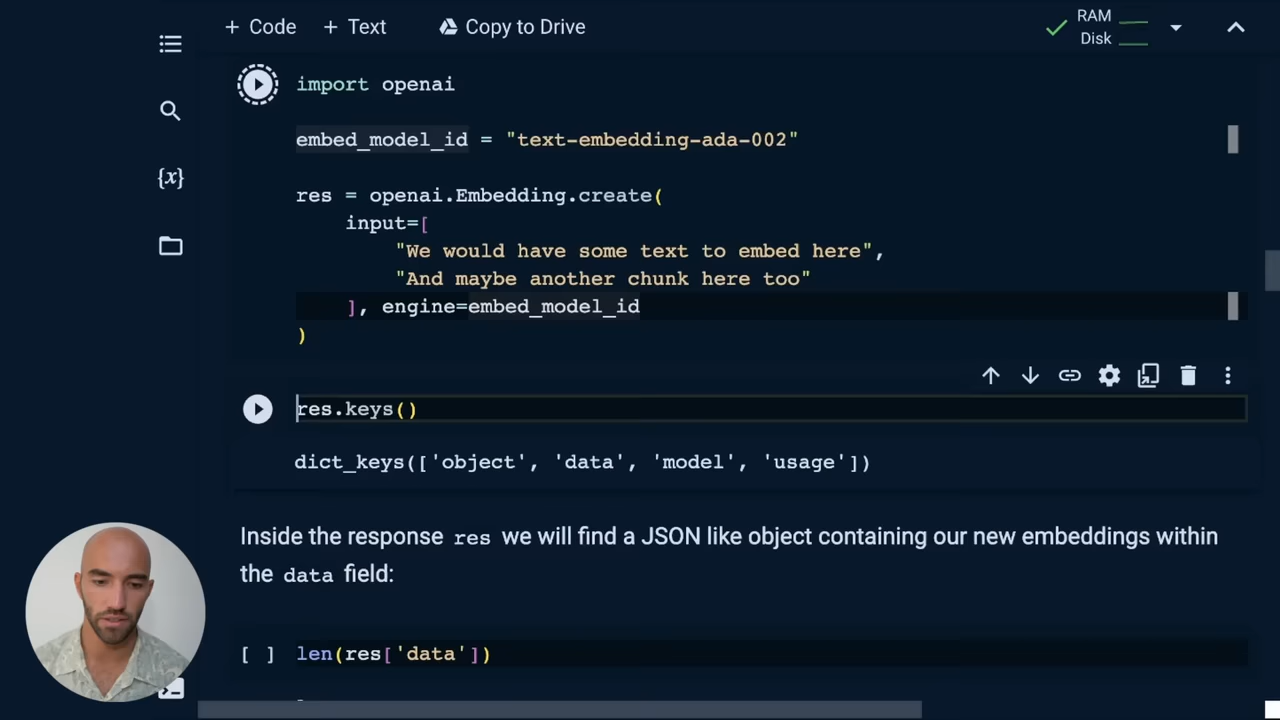 + Code + Text Copy to Drive RAM
Disk
import openai
embed_model_id = "text-embedding-ada-002"
res = openai.Embedding.create(
input=[
"We would have some text to embed here",
"And maybe another chunk here too"
], engine=embed_model_id
)
{x}
res.keys()
dict_keys(['object', 'data', 'model', 'usage'])
Inside the response res we will find a JSON like object containing our new embeddings within
the data field:
[ ] len(res['data'])